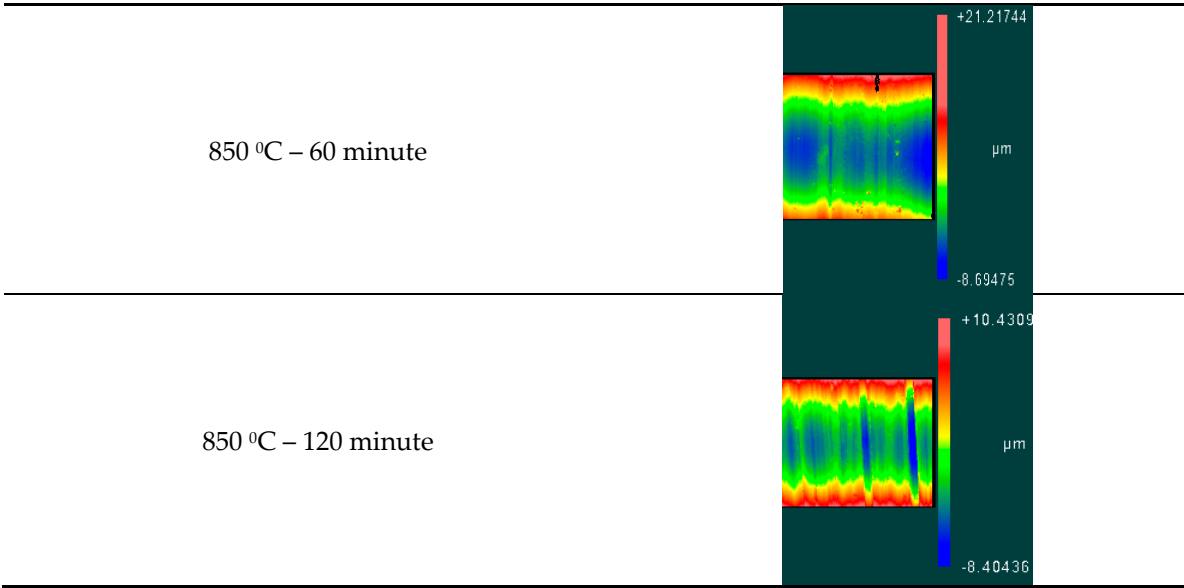 +21.21744
850 ⁰C – 60 minute
µm
-8.69475
+10.4309
850 ⁰C – 120 minute
µm
-8.40436